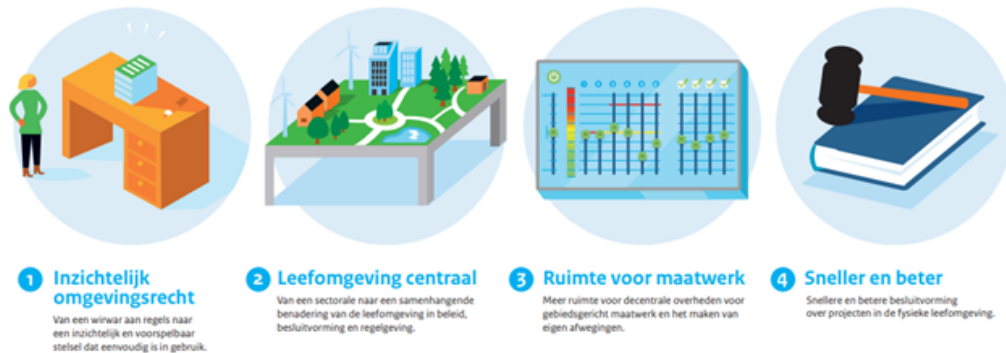 1 Inzichtelijk
omgevingsrecht
Van een wirwar aan regels naar
een inzichtelijk en voorspelbaar
stelsel dat eenvoudig is in gebruik.
2 Leefomgeving centraal
Van een sectorale naar een samenhangende
benadering van de leefomgeving in beleid,
besluitvorming en regelgeving.
3 Ruimte voor maatwerk
Meer ruimte voor decentrale overheden voor
gebiedsgericht maatwerk en het maken van
eigen afwegingen.
4 Sneller en beter
Snellere en betere besluitvorming
over projecten in de fysieke leefomgeving.